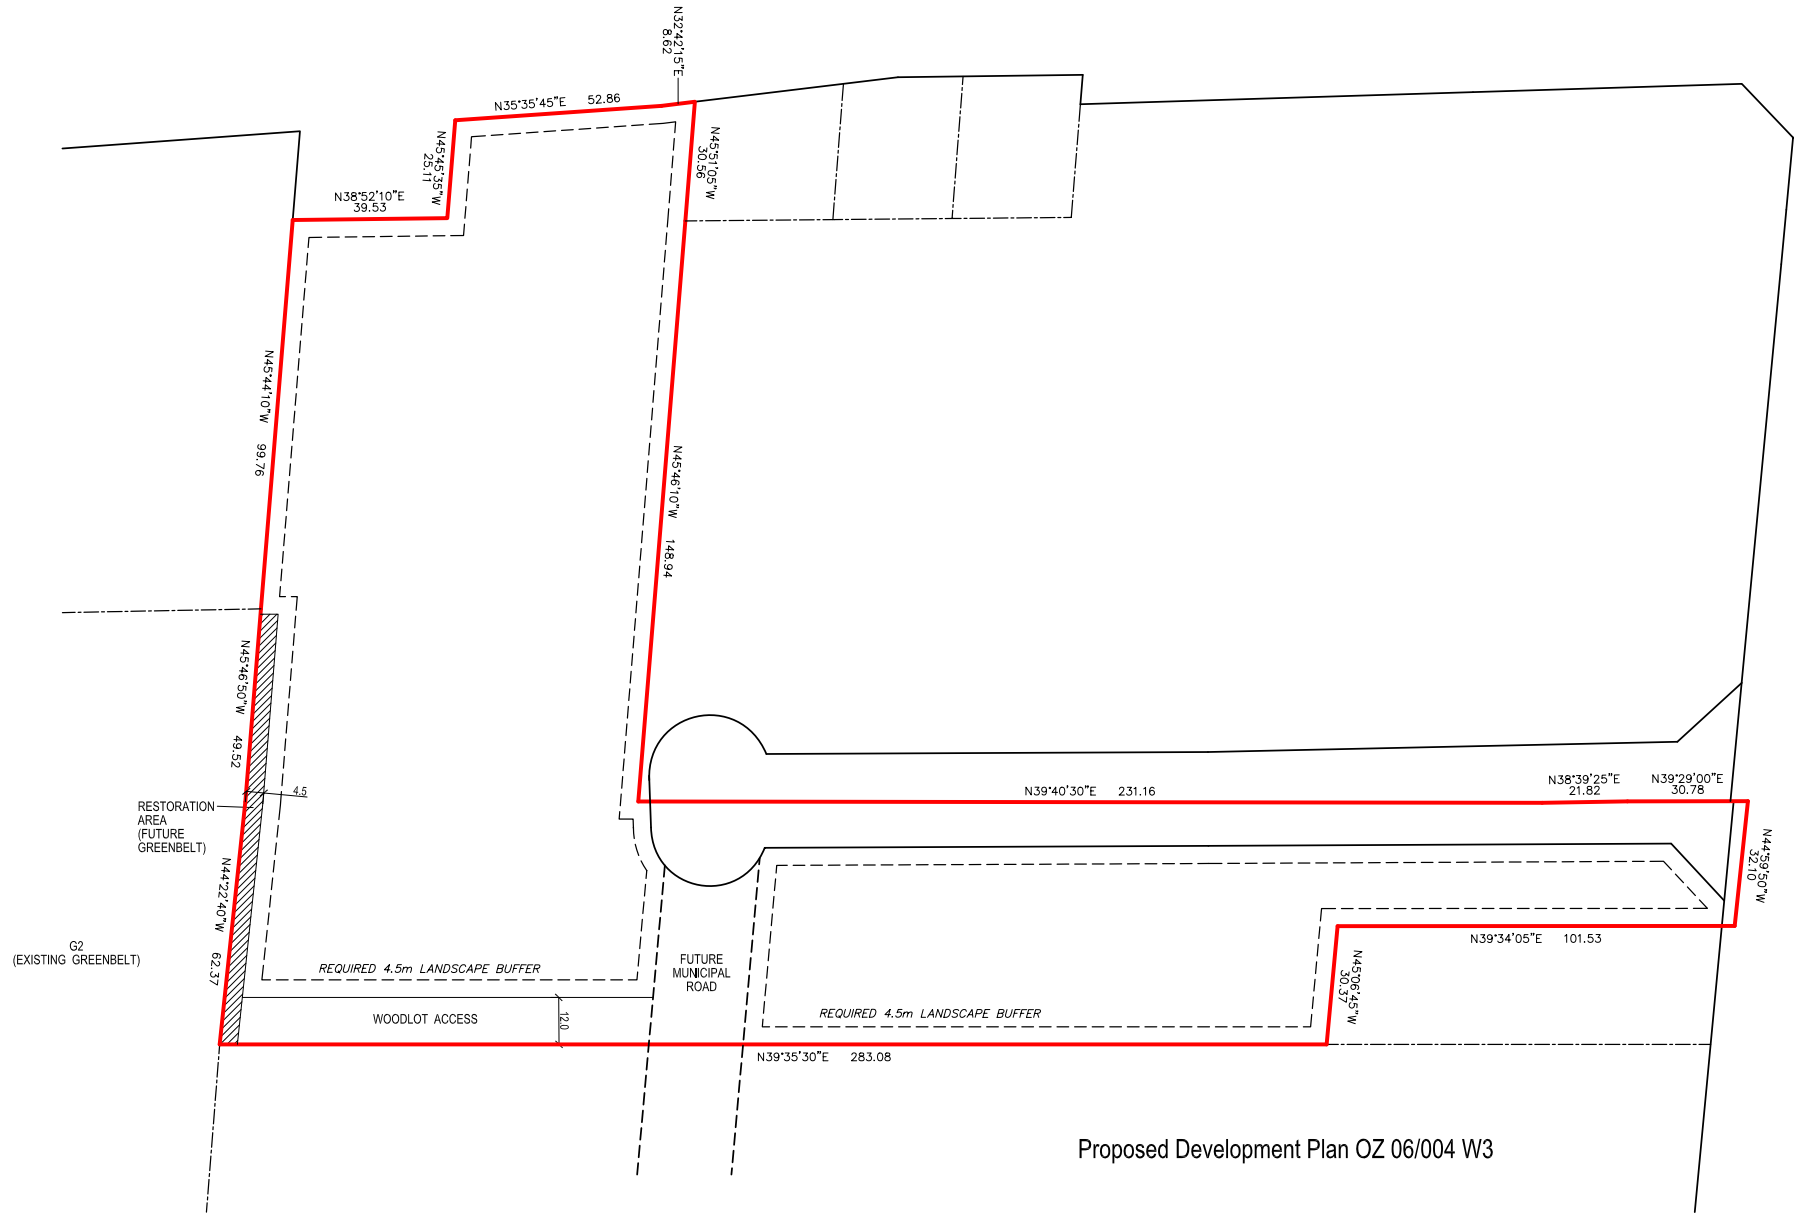 N32°42'15"E
8.62
N35°35'45"E 52.86
N45°45'35"W
25.11
N45°51'05"W
30.56
N38°52'10"E
39.53
N45°44'10"W 99.76
N45°46'10"W 148.94
N45°46'50"W 49.52
4.5
RESTORATION
AREA
(FUTURE
GREENBELT)
N39°40'30"E 231.16
N38°39'25"E
21.82
N39°29'00"E
30.78
N44°59'50"W
32.10
N44°22'40"W 62.37
G2
(EXISTING GREENBELT)
REQUIRED 4.5m LANDSCAPE BUFFER
FUTURE
MUNICIPAL
ROAD
N39°34'05"E 101.53
N45°06'45"W
30.37
WOODLOT ACCESS
12.0
REQUIRED 4.5m LANDSCAPE BUFFER
N39°35'30"E 283.08
Proposed Development Plan OZ 06/004 W3